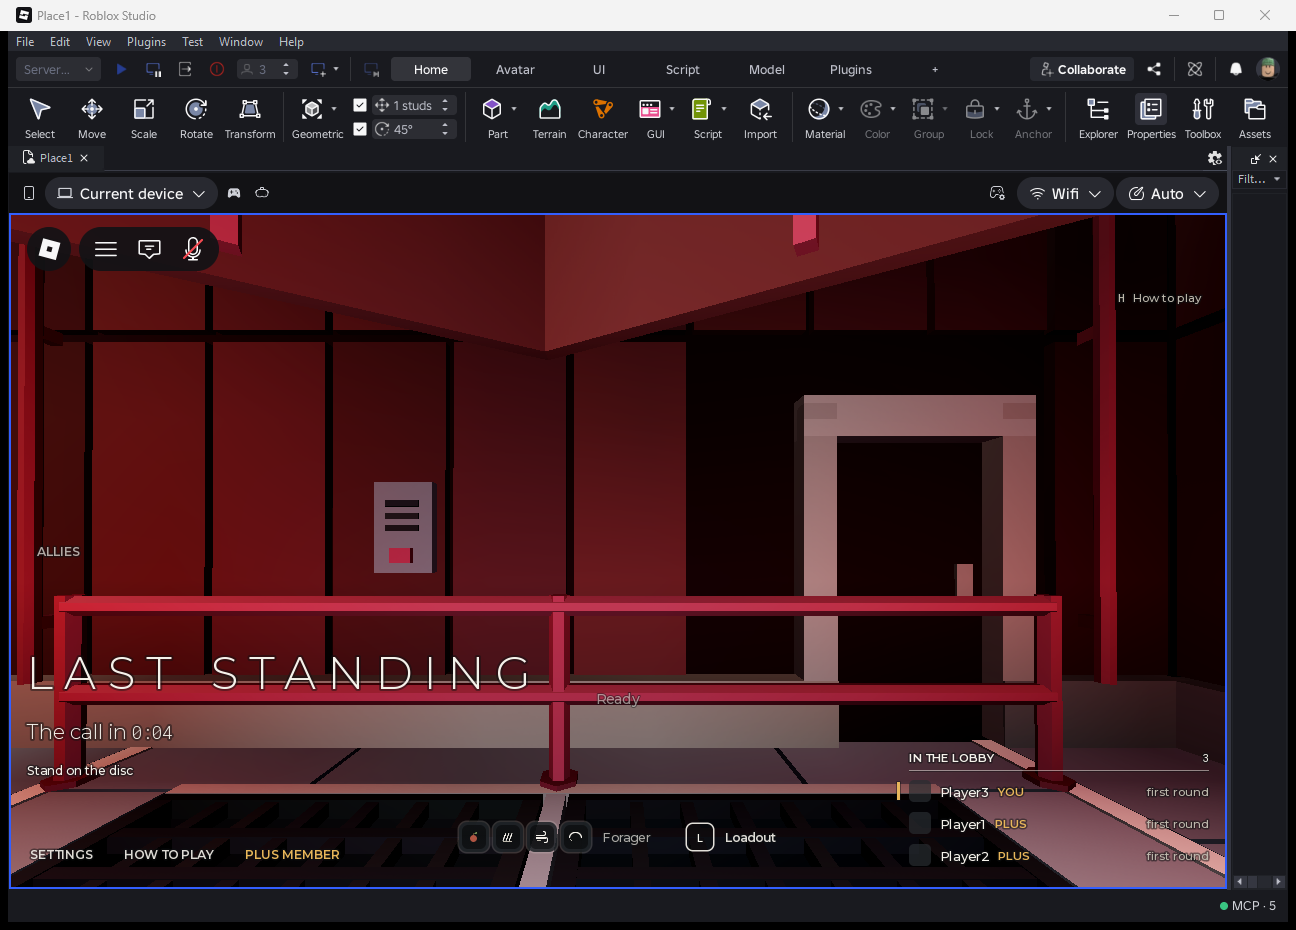 Place1 - Roblox Studio
File Edit View Plugins Test Window Help
Server... 3 Home Avatar UI Script Model Plugins + Collaborate
Select Move Scale Rotate Transform Geometric 1 studs 45° Part Terrain Character GUI Script Import Material Color Group Lock Anchor Explorer Properties Toolbox Assets
Place1
Filt...
Current device Wifi Auto
H How to play
ALLIES
LAST STANDING
Ready
The call in 0:04
Stand on the disc
IN THE LOBBY 3
Player3 YOU first round
Player1 PLUS first round
Player2 PLUS first round
Forager L Loadout
SETTINGS HOW TO PLAY PLUS MEMBER
MCP · 5